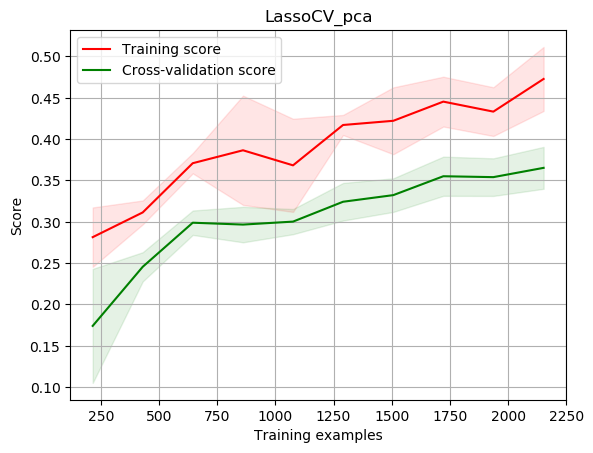 LassoCV_pca
Training score
Cross-validation score
Score
0.50
0.45
0.40
0.35
0.30
0.25
0.20
0.15
0.10
250 500 750 1000 1250 1500 1750 2000 2250
Training examples